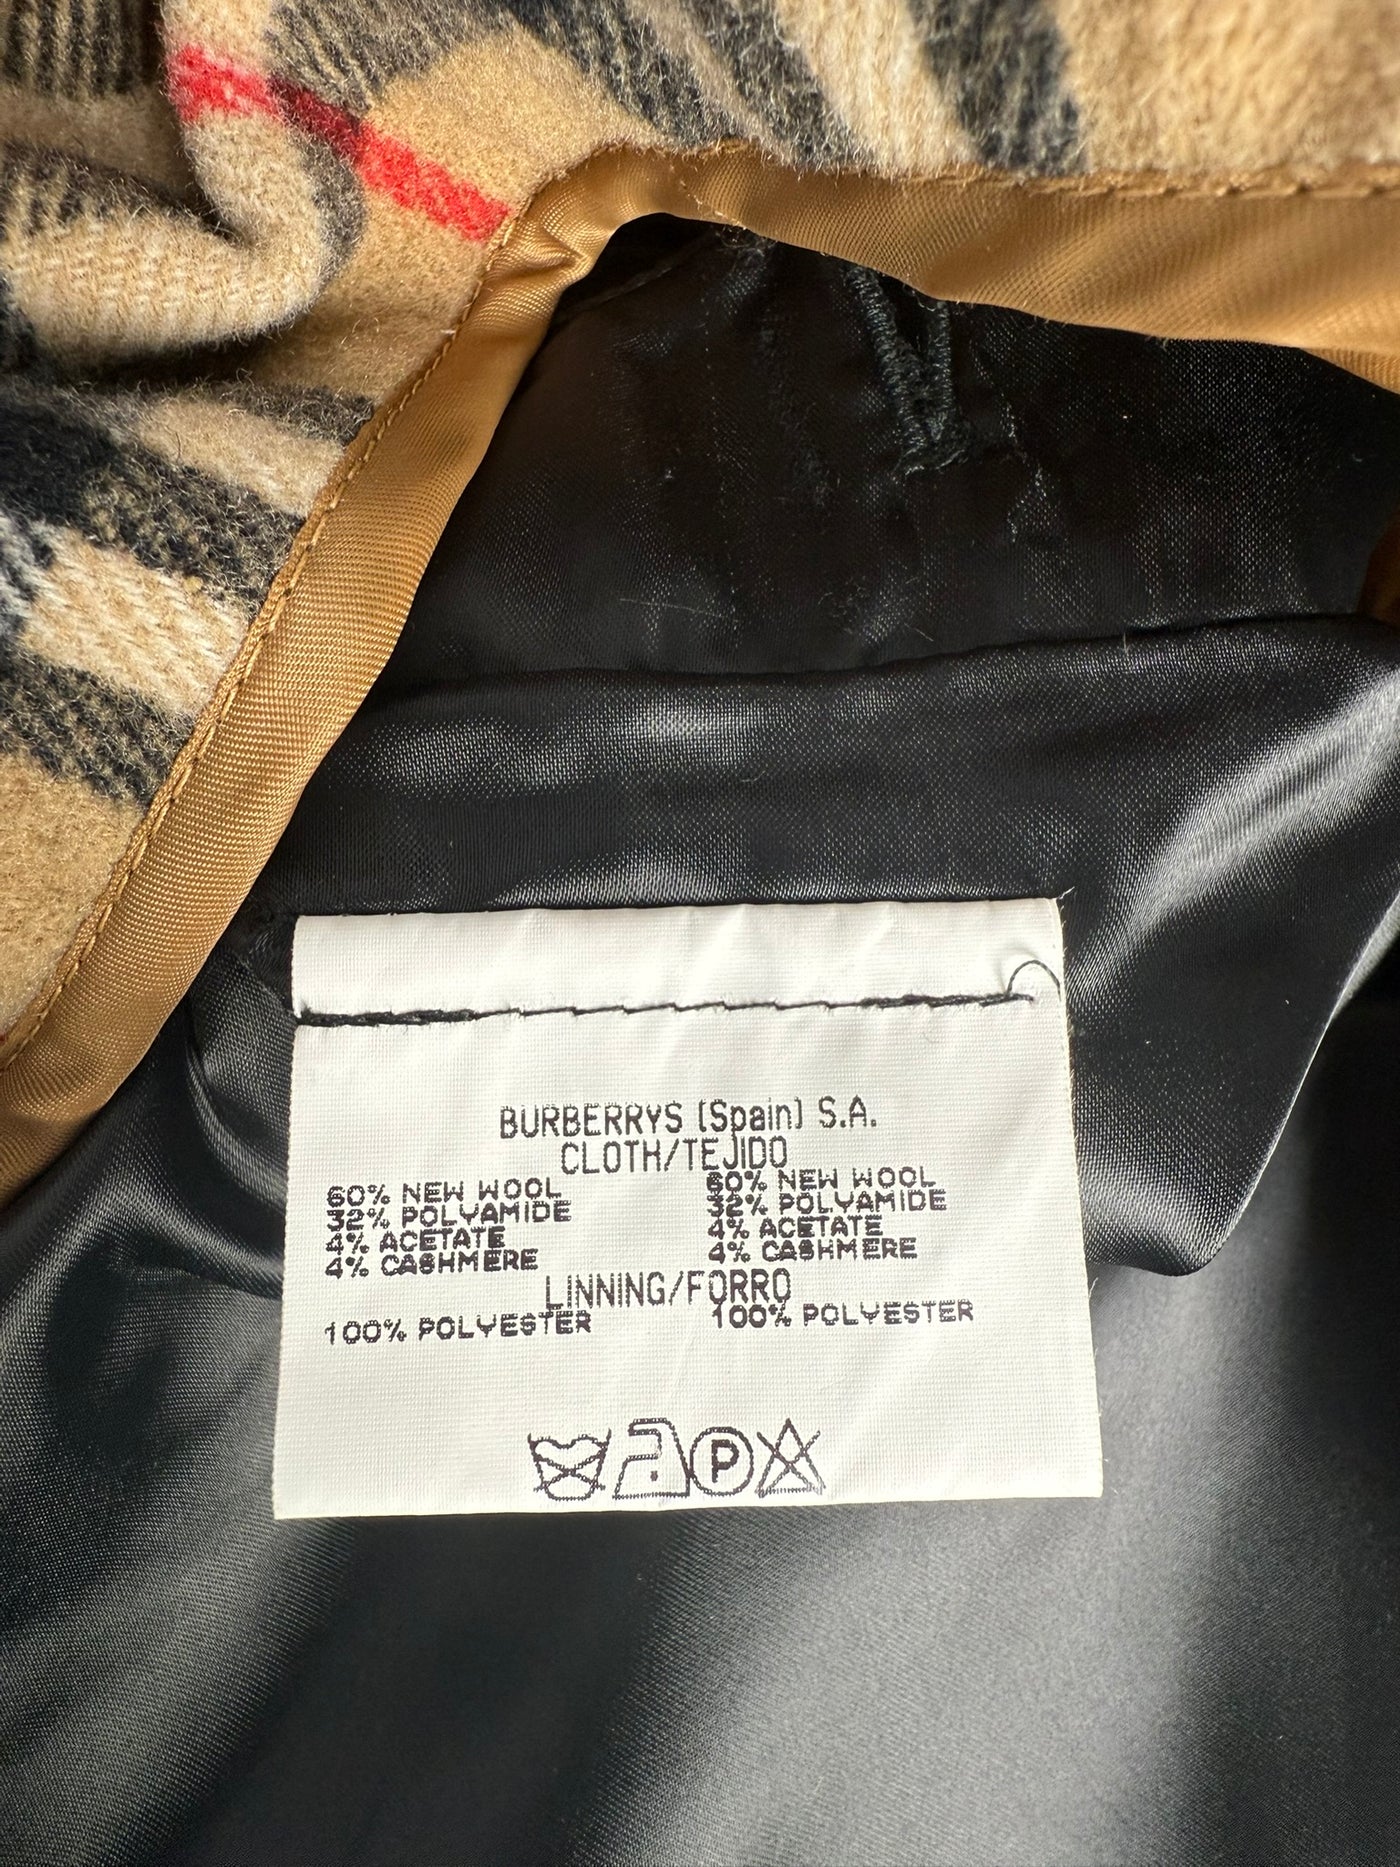 BURBERRYS (Spain) S.A.
CLOTH/TEJIDO
60% NEW WOOL 60% NEW WOOL
32% POLYAMIDE 32% POLYAMIDE
4% ACETATE 4% ACETATE
4% CASHMERE 4% CASHMERE
LINNING/FORRO
100% POLYESTER 100% POLYESTER
P